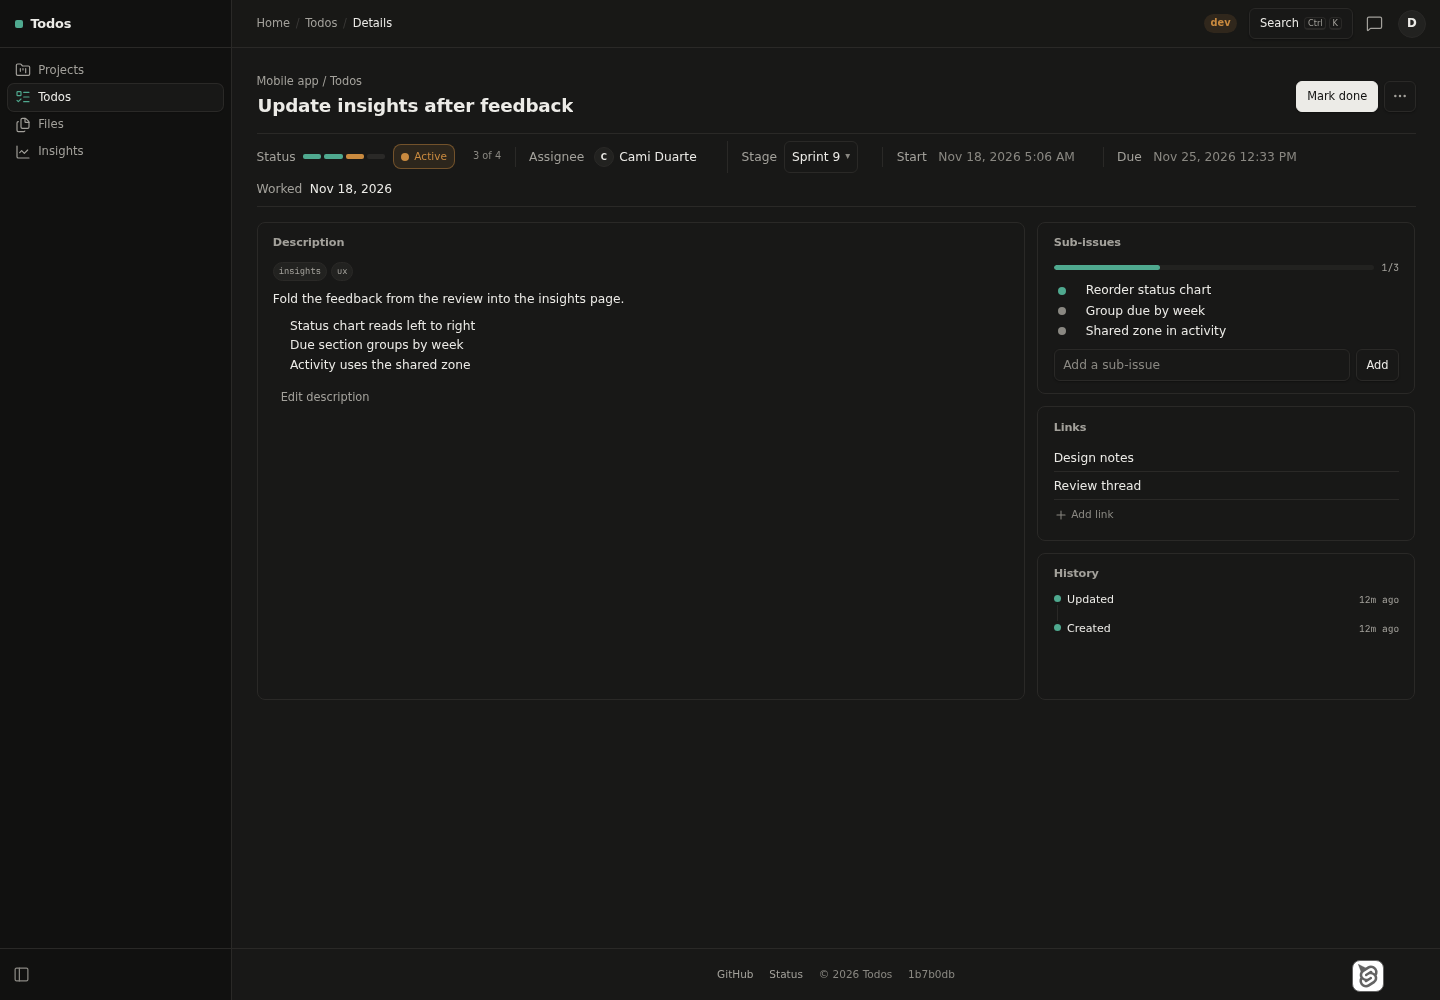 Todos
Home / Todos / Details
dev
Search Ctrl K
D
Projects
Todos
Files
Insights
Mobile app / Todos
Update insights after feedback
Mark done
Status
Active
3 of 4
Assignee C Cami Duarte
Stage Sprint 9
Start Nov 18, 2026 5:06 AM
Due Nov 25, 2026 12:33 PM
Worked Nov 18, 2026
Description
insights ux
Fold the feedback from the review into the insights page.
Status chart reads left to right
Due section groups by week
Activity uses the shared zone
Edit description
Sub-issues
1/3
Reorder status chart
Group due by week
Shared zone in activity
Add a sub-issue
Add
Links
Design notes
Review thread
Add link
History
Updated 12m ago
Created 12m ago
GitHub Status © 2026 Todos 1b7b0db